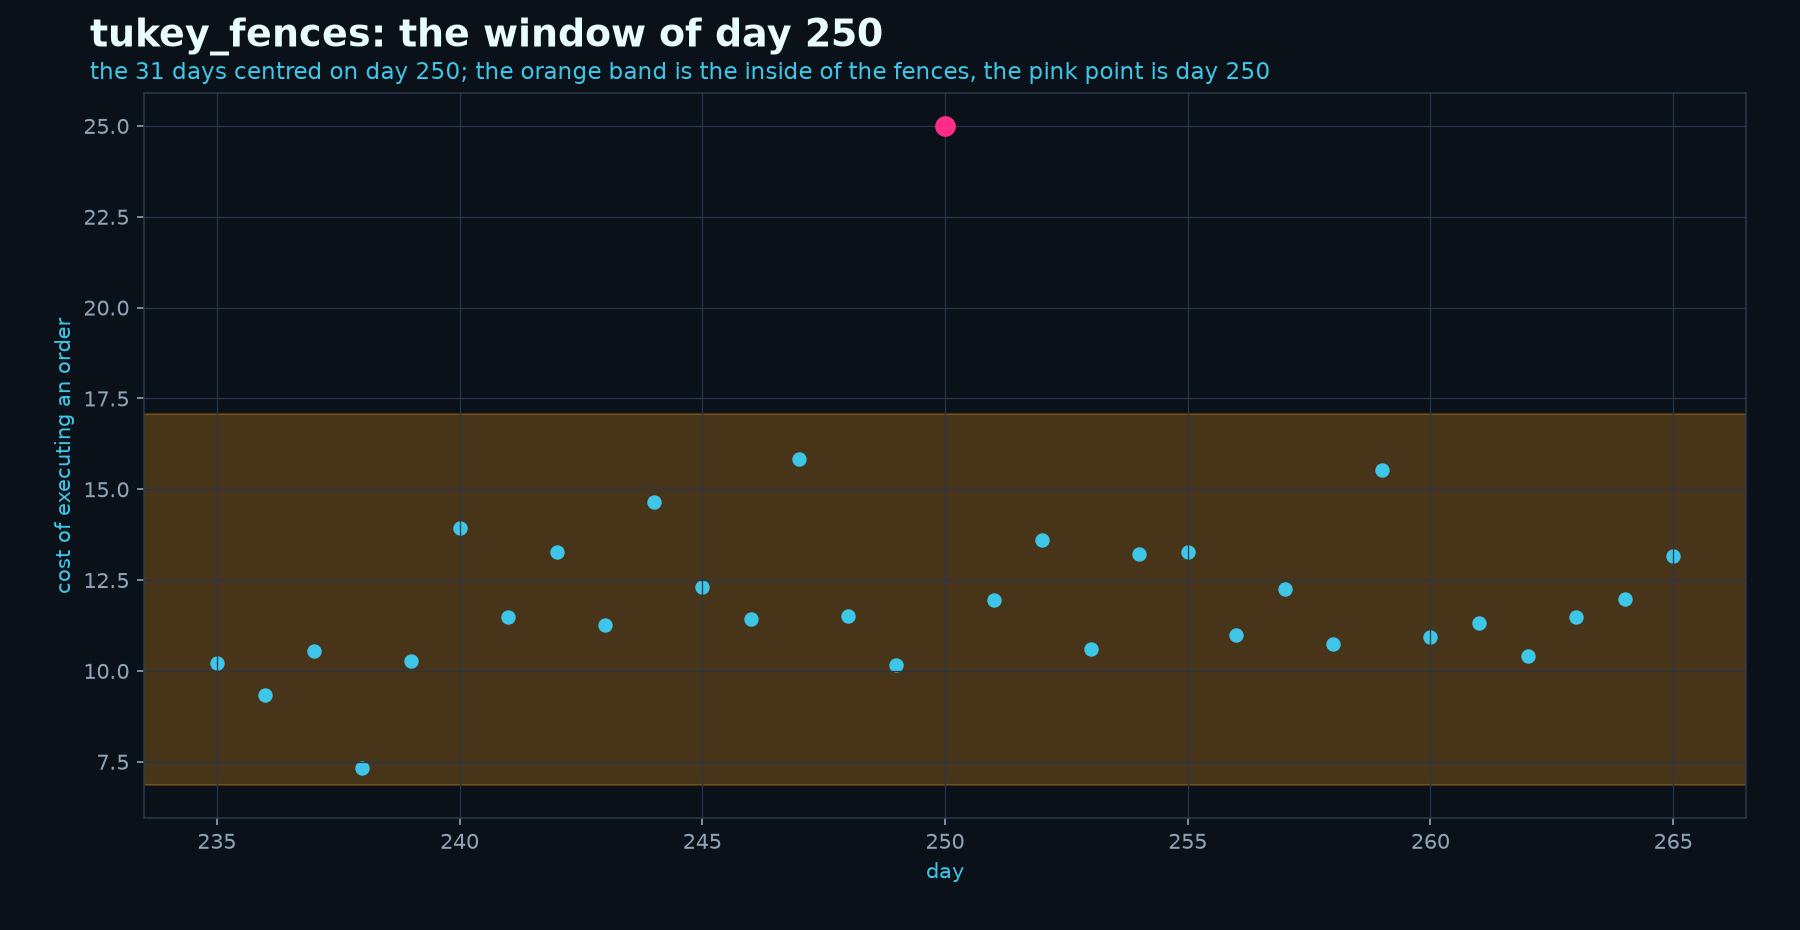 tukey_fences: the window of day 250
the 31 days centred on day 250; the orange band is the inside of the fences, the pink point is day 250
cost of executing an order
25.0
22.5
20.0
17.5
15.0
12.5
10.0
7.5
235 240 245 250 255 260 265
day